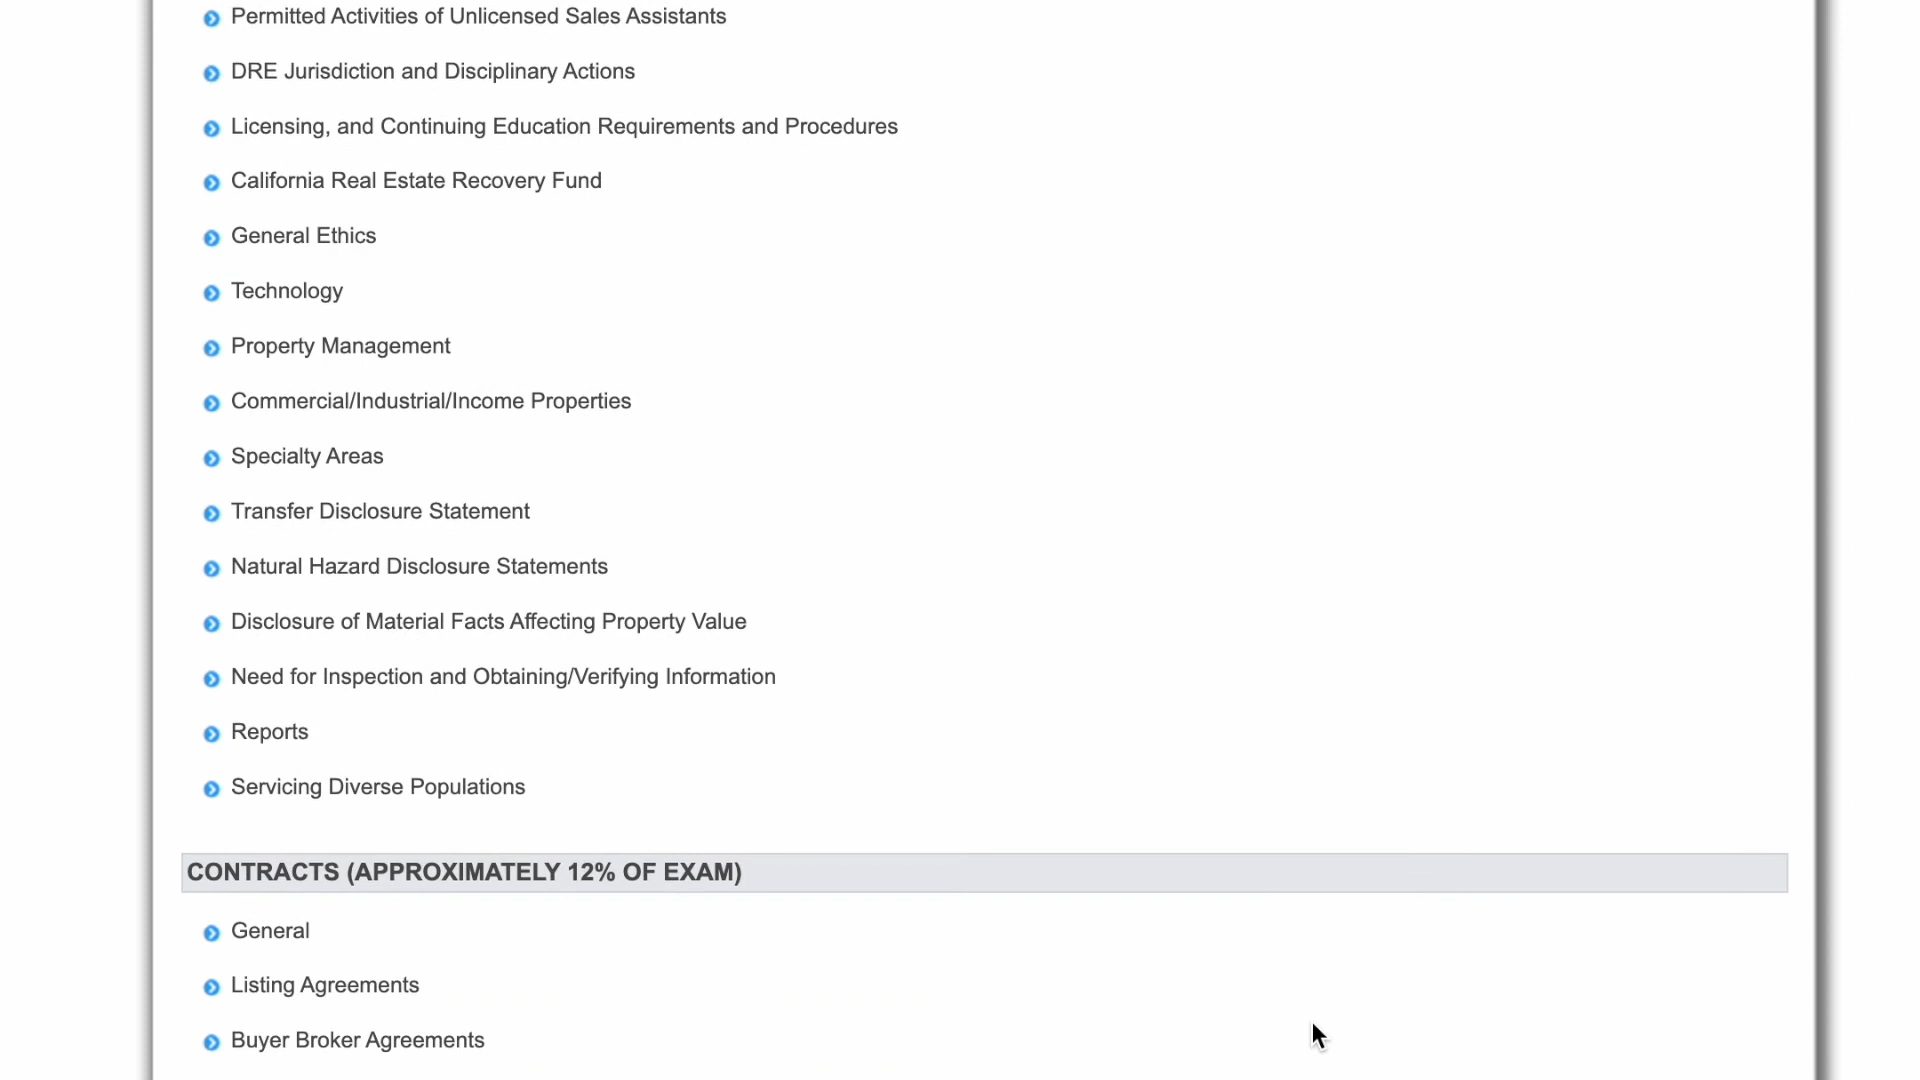 Permitted Activities of Unlicensed Sales Assistants
DRE Jurisdiction and Disciplinary Actions
Licensing, and Continuing Education Requirements and Procedures
California Real Estate Recovery Fund
General Ethics
Technology
Property Management
Commercial/Industrial/Income Properties
Specialty Areas
Transfer Disclosure Statement
Natural Hazard Disclosure Statements
Disclosure of Material Facts Affecting Property Value
Need for Inspection and Obtaining/Verifying Information
Reports
Servicing Diverse Populations
CONTRACTS (APPROXIMATELY 12% OF EXAM)
General
Listing Agreements
Buyer Broker Agreements